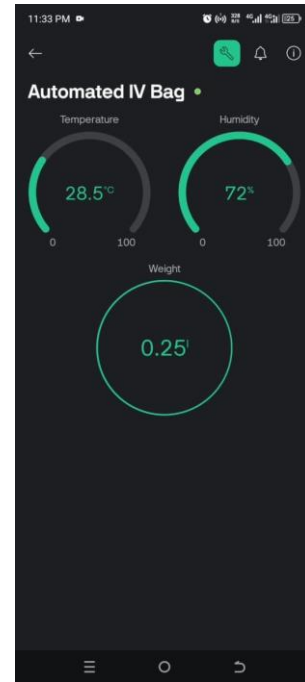 11:33 PM
Automated IV Bag
Temperature
Humidity
28.5°C
72%
0
100
0
100
Weight
0.25l